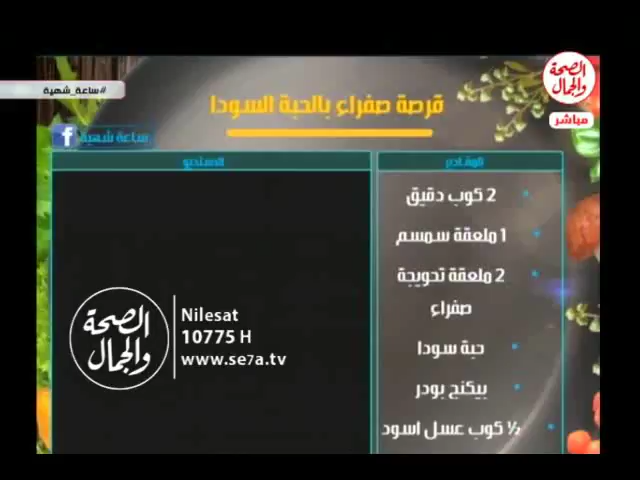 الصحة
والجمال
مباشر
#ساعة_شهية
قرصة صفراء بالحبة السودا
ساعة شهية
المقادير
2 كوب دقيق
1 ملعقة سمسم
2 ملعقة تحويجة
صفراء
حبة سودا
بيكنج بودر
½ كوب عسل اسود
الصحة
والجمال
Nilesat
10775 H
www.se7a.tv